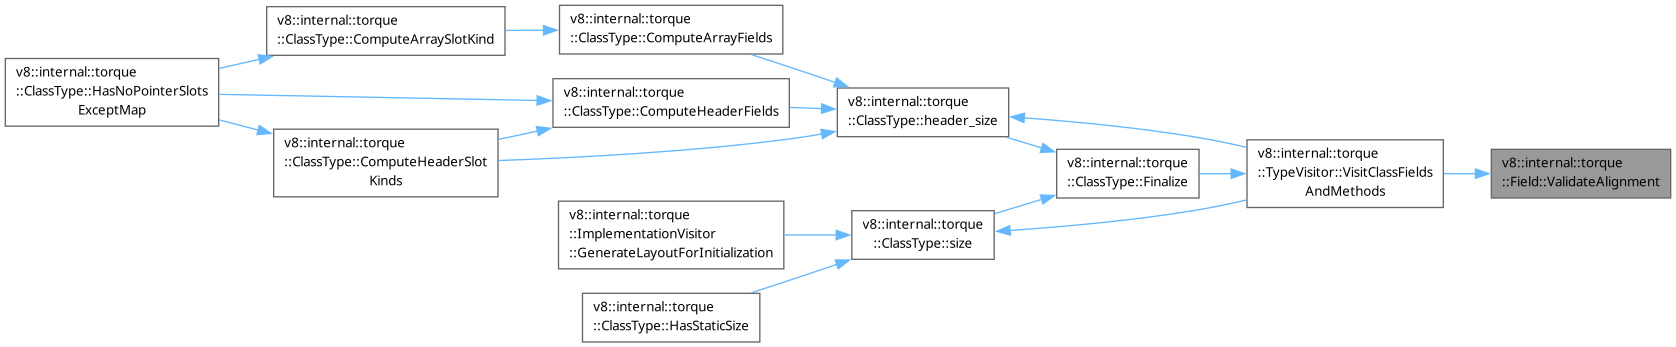 v8::internal::torque
::ClassType::HasNoPointerSlots
ExceptMap
v8::internal::torque
::ClassType::ComputeArraySlotKind
v8::internal::torque
::ClassType::ComputeHeaderSlot
Kinds
v8::internal::torque
::ClassType::ComputeArrayFields
v8::internal::torque
::ClassType::ComputeHeaderFields
v8::internal::torque
::ImplementationVisitor
::GenerateLayoutForInitialization
v8::internal::torque
::ClassType::HasStaticSize
v8::internal::torque
::ClassType::header_size
v8::internal::torque
::ClassType::size
v8::internal::torque
::ClassType::Finalize
v8::internal::torque
::TypeVisitor::VisitClassFields
AndMethods
v8::internal::torque
::Field::ValidateAlignment